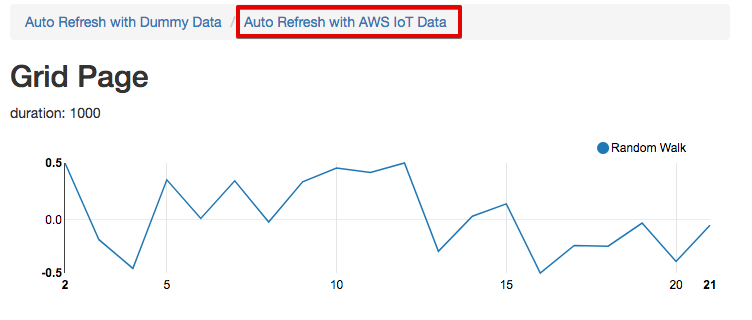 Auto Refresh with Dummy Data / Auto Refresh with AWS IoT Data
Grid Page
duration: 1000
Random Walk
0.5
0.0
-0.5
2 5 10 15 20 21